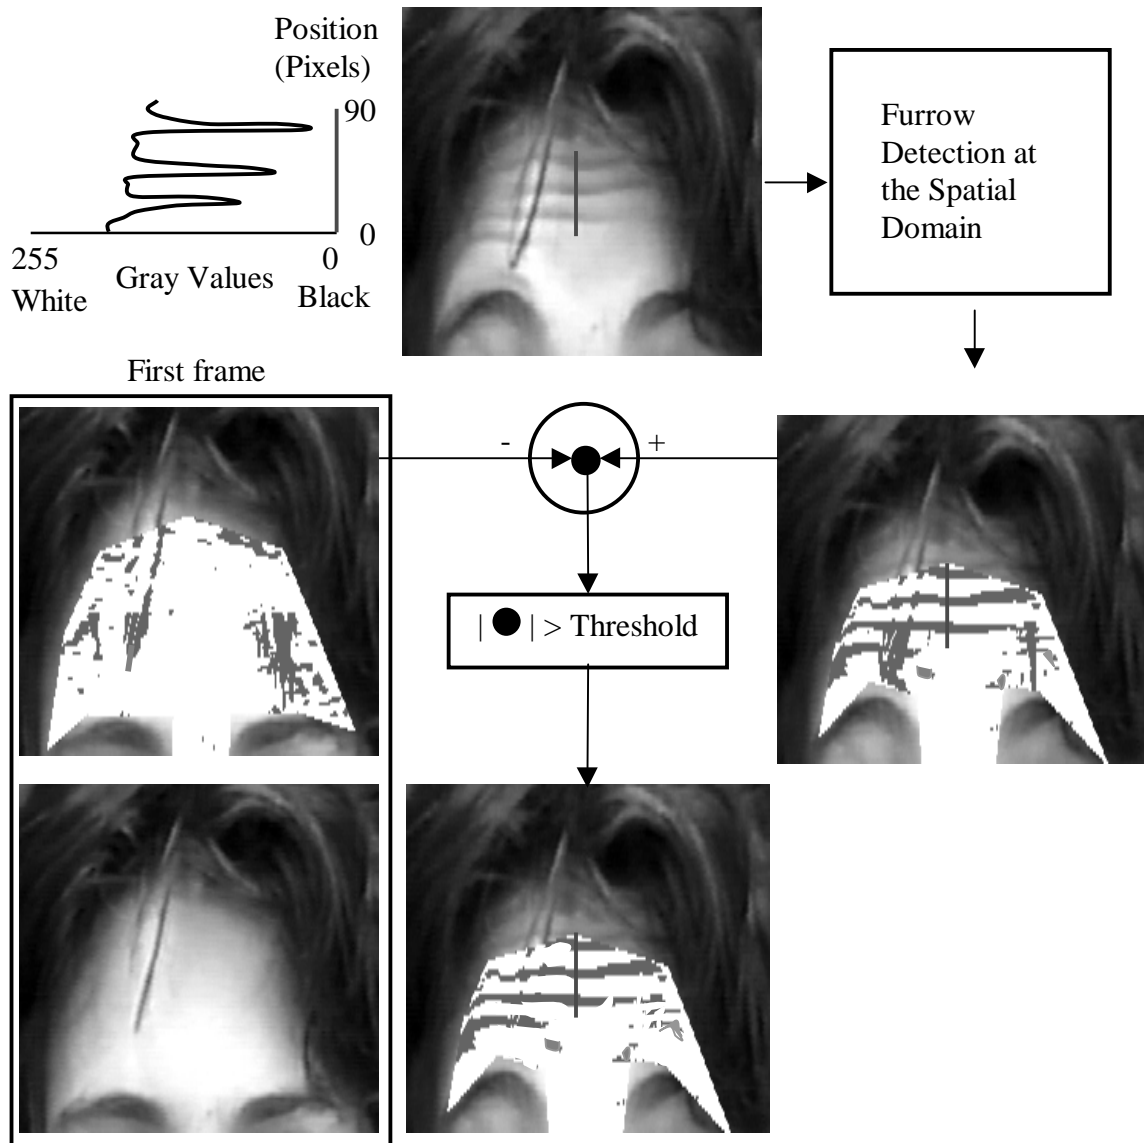 Position
(Pixels)
90
0
255
0
White
Gray Values
Black
Furrow
Detection at
the Spatial
Domain
First frame
-
+
| ● | > Threshold